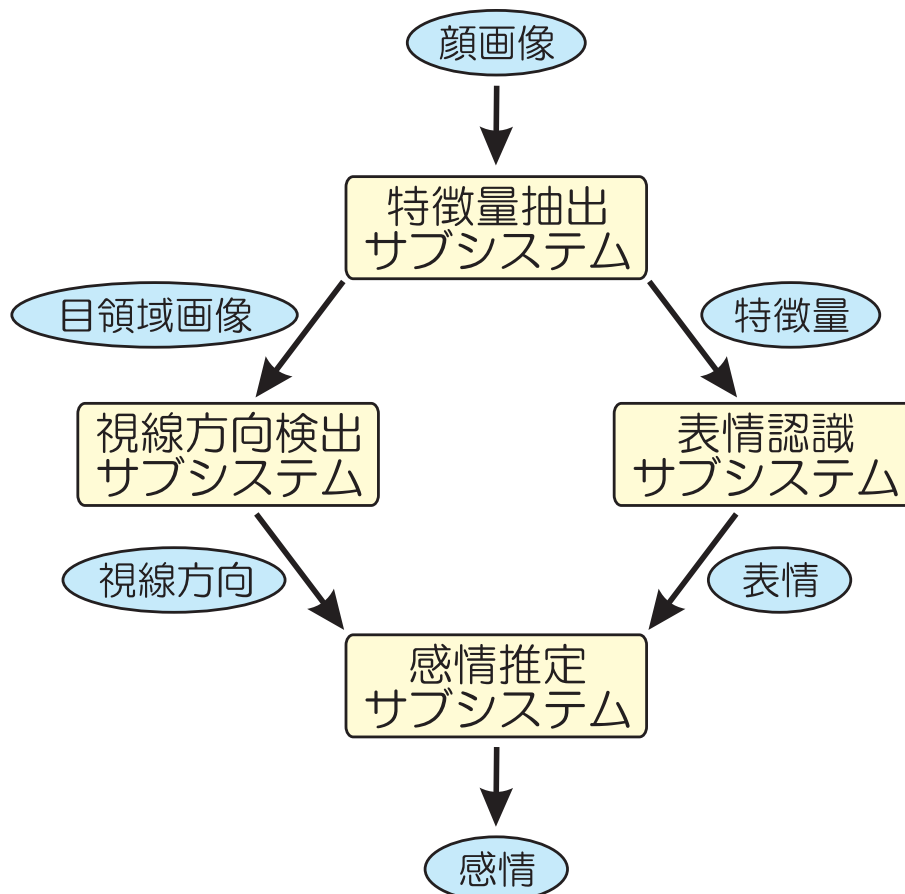 顔画像
特徴量抽出
サブシステム
目領域画像
特徴量
視線方向検出
サブシステム
表情認識
サブシステム
視線方向
表情
感情推定
サブシステム
感情